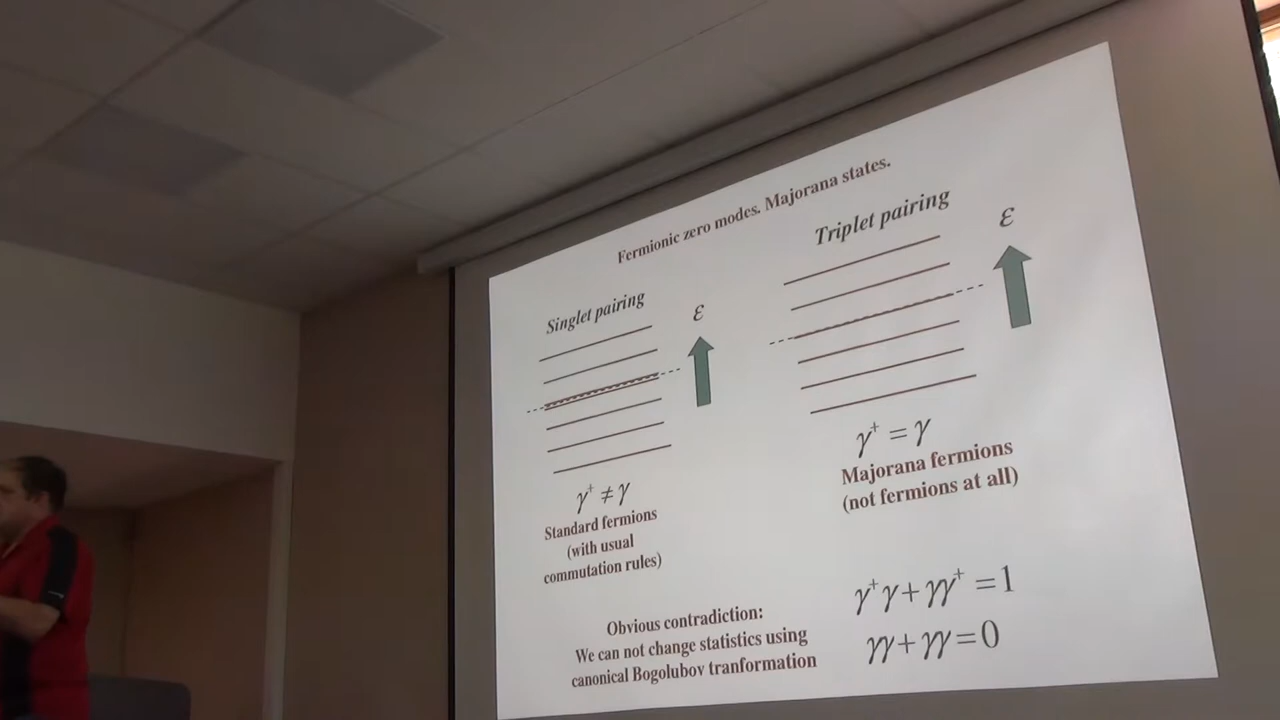 Fermionic zero modes. Majorana states.
Singlet pairing
ε
γ⁺ ≠ γ
Standard fermions
(with usual
commutation rules)
Triplet pairing
ε
γ⁺ = γ
Majorana fermions
(not fermions at all)
Obvious contradiction:
We can not change statistics using
canonical Bogolubov tranformation
γ⁺γ + γγ⁺ = 1
γγ + γγ = 0